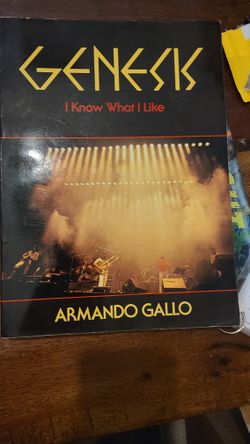 GENESIS
I Know What I Like
ARMANDO GALLO